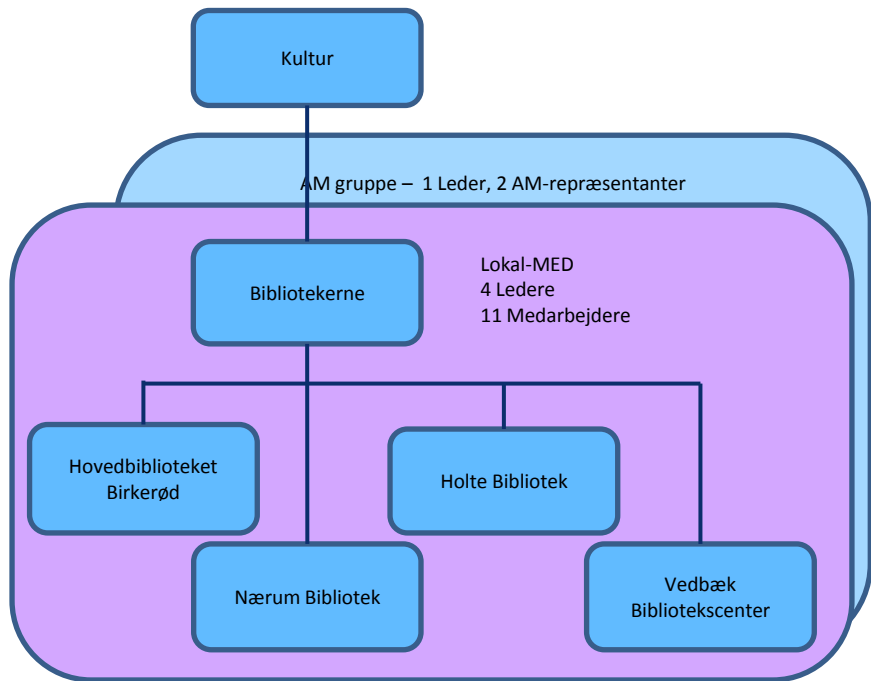 Kultur
AM gruppe – 1 Leder, 2 AM-repræsentanter
Bibliotekerne
Lokal-MED
4 Ledere
11 Medarbejdere
Hovedbiblioteket
Birkerød
Holte Bibliotek
Nærum Bibliotek
Vedbæk
Bibliotekscenter